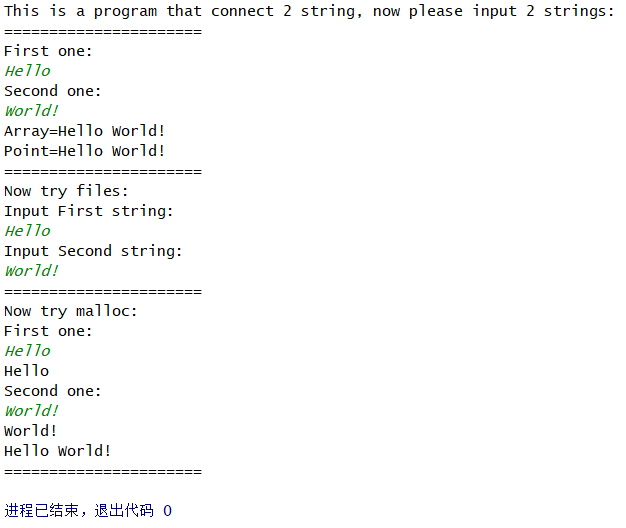 This is a program that connect 2 string, now please input 2 strings:
======================
First one:
Hello
Second one:
World!
Array=Hello World!
Point=Hello World!
======================
Now try files:
Input First string:
Hello
Input Second string:
World!
======================
Now try malloc:
First one:
Hello
Hello
Second one:
World!
World!
Hello World!
======================
进程已结束，退出代码 0